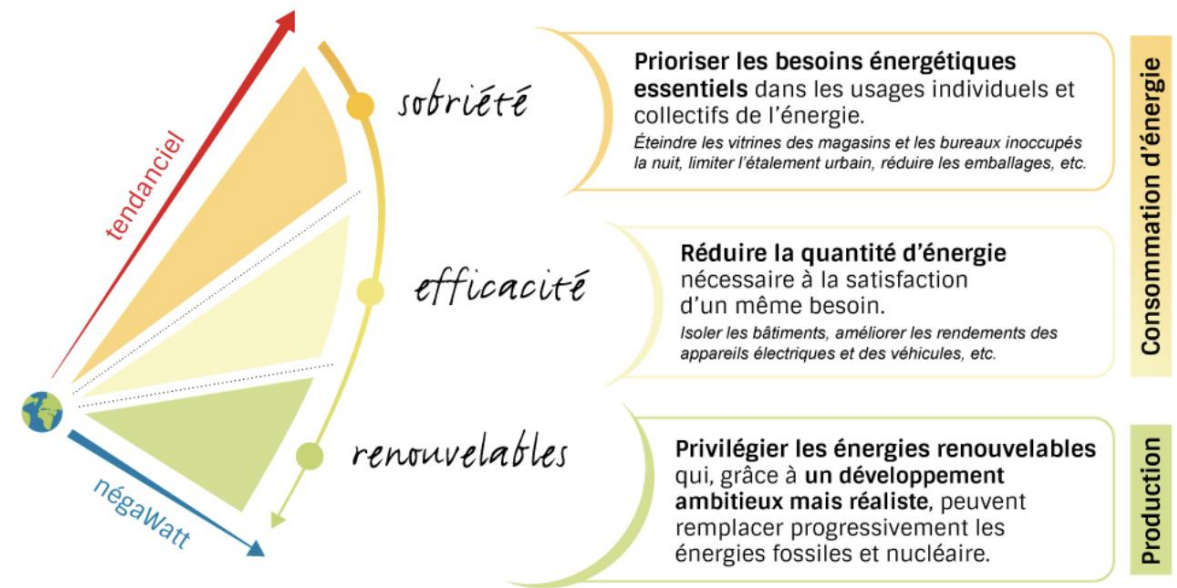 tendanciel
négaWatt
sobriété
Prioriser les besoins énergétiques
essentiels dans les usages individuels et
collectifs de l'énergie.
Éteindre les vitrines des magasins et les bureaux inoccupés
la nuit, limiter l'étalement urbain, réduire les emballages, etc.
efficacité
Réduire la quantité d'énergie
nécessaire à la satisfaction
d'un même besoin.
Isoler les bâtiments, améliorer les rendements des
appareils électriques et des véhicules, etc.
Consommation d'énergie
renouvelables
Privilégier les énergies renouvelables
qui, grâce à un développement
ambitieux mais réaliste, peuvent
remplacer progressivement les
énergies fossiles et nucléaire.
Production